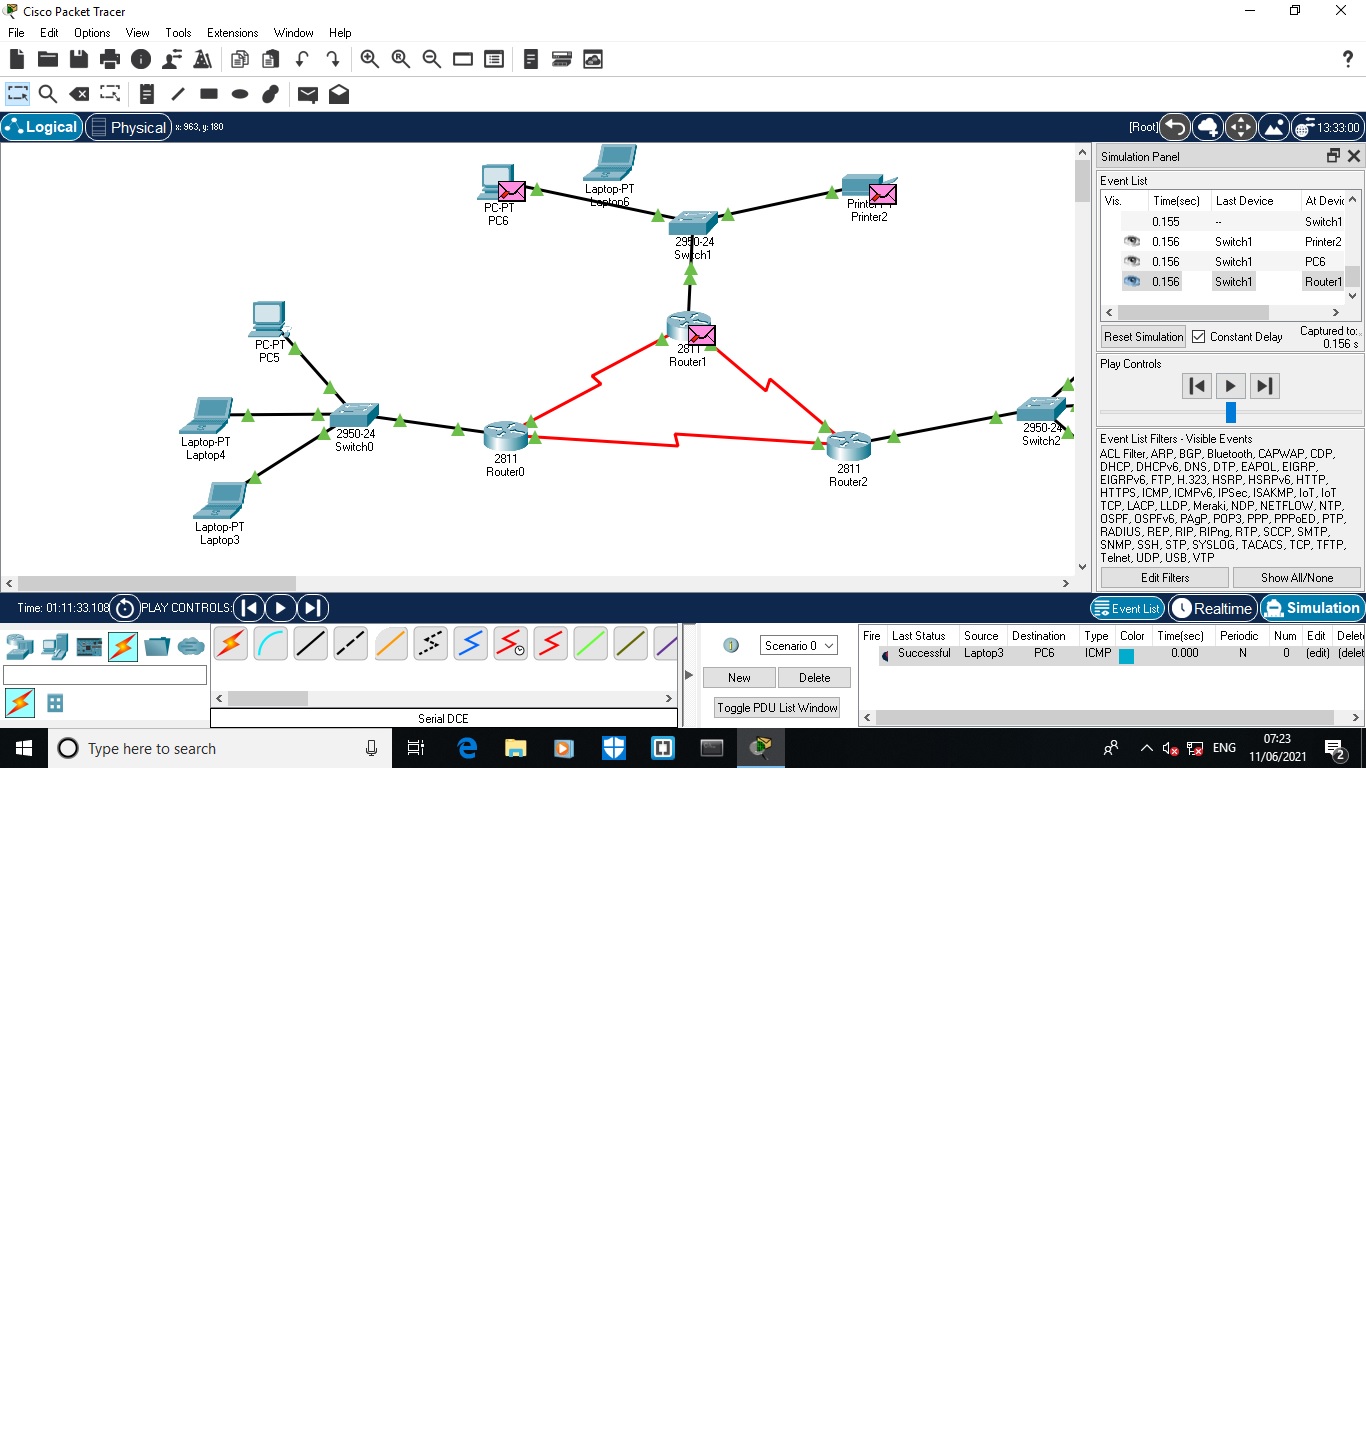 Cisco Packet Tracer
File Edit Options View Tools Extensions Window Help
Logical Physical x: 963, y: 180 [Root] 13:33:00
Simulation Panel
Event List
Vis. Time(sec) Last Device At Devic
0.155 -- Switch1
0.156 Switch1 Printer2
0.156 Switch1 PC6
0.156 Switch1 Router1
Reset Simulation Constant Delay Captured to:
0.156 s
Play Controls
Event List Filters - Visible Events
ACL Filter, ARP, BGP, Bluetooth, CAPWAP, CDP,
DHCP, DHCPv6, DNS, DTP, EAPOL, EIGRP,
EIGRPv6, FTP, H.323, HSRP, HSRPv6, HTTP,
HTTPS, ICMP, ICMPv6, IPSec, ISAKMP, IoT, IoT
TCP, LACP, LLDP, Meraki, NDP, NETFLOW, NTP,
OSPF, OSPFv6, PAgP, POP3, PPP, PPPoED, PTP,
RADIUS, REP, RIP, RIPng, RTP, SCCP, SMTP,
SNMP, SSH, STP, SYSLOG, TACACS, TCP, TFTP,
Telnet, UDP, USB, VTP
Edit Filters Show All/None
PC-PT
PC6
Laptop-PT
Laptop6
Printer2
2950-24
Switch1
2811
Router1
PC-PT
PC5
Laptop-PT
Laptop4
Laptop-PT
Laptop3
2950-24
Switch0
2811
Router0
2811
Router2
2950-24
Switch2
Time: 01:11:33.108 PLAY CONTROLS: Event List Realtime Simulation
Serial DCE
Scenario 0
New Delete
Toggle PDU List Window
Fire Last Status Source Destination Type Color Time(sec) Periodic Num Edit Delet
Successful Laptop3 PC6 ICMP 0.000 N 0 (edit) (delet
Type here to search
ENG
07:23
11/06/2021
2